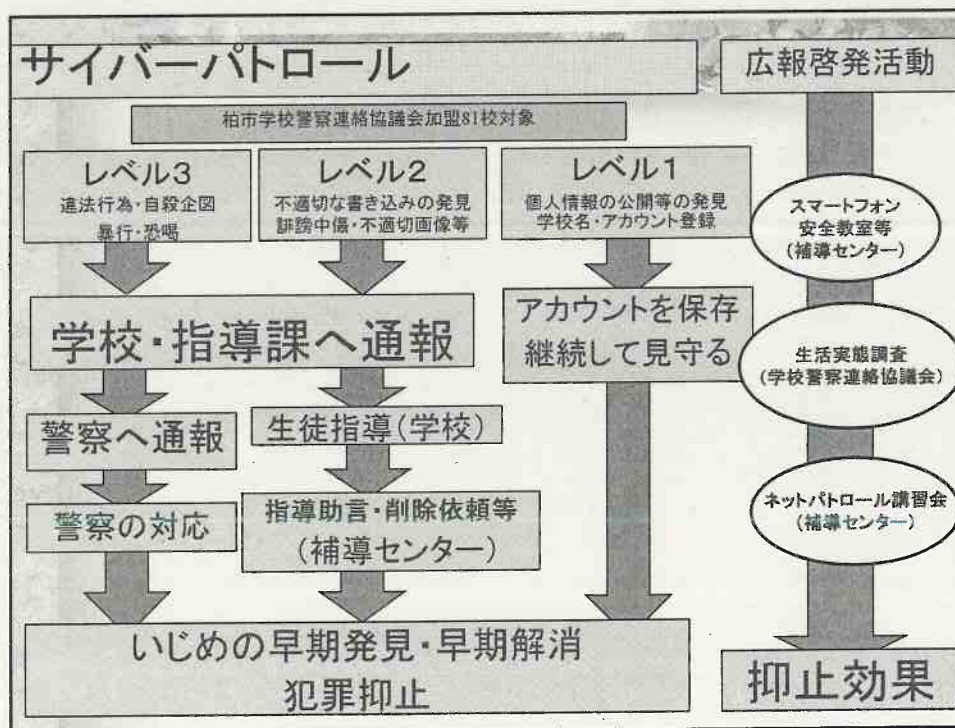 サイバーパトロール
広報啓発活動
柏市学校警察連絡協議会加盟81校対象
レベル3
違法行為・自殺企図
暴行・恐喝
レベル2
不適切な書き込みの発見
誹謗中傷・不適切画像等
レベル1
個人情報の公開等の発見
学校名・アカウント登録
学校・指導課へ通報
アカウントを保存
継続して見守る
警察へ通報
生徒指導(学校)
警察の対応
指導助言・削除依頼等
(補導センター)
いじめの早期発見・早期解消
犯罪抑止
スマートフォン
安全教室等
(補導センター)
生活実態調査
(学校警察連絡協議会)
ネットパトロール講習会
(補導センター)
抑止効果